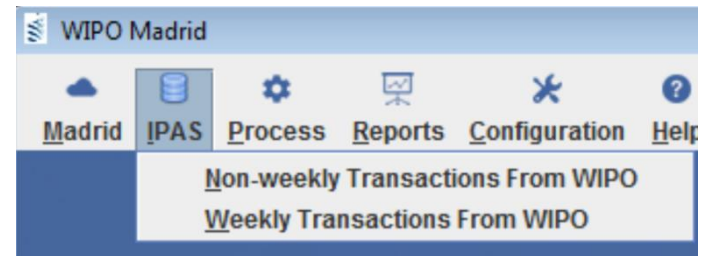 WIPO Madrid
Madrid IPAS Process Reports Configuration Help
Non-weekly Transactions From WIPO
Weekly Transactions From WIPO